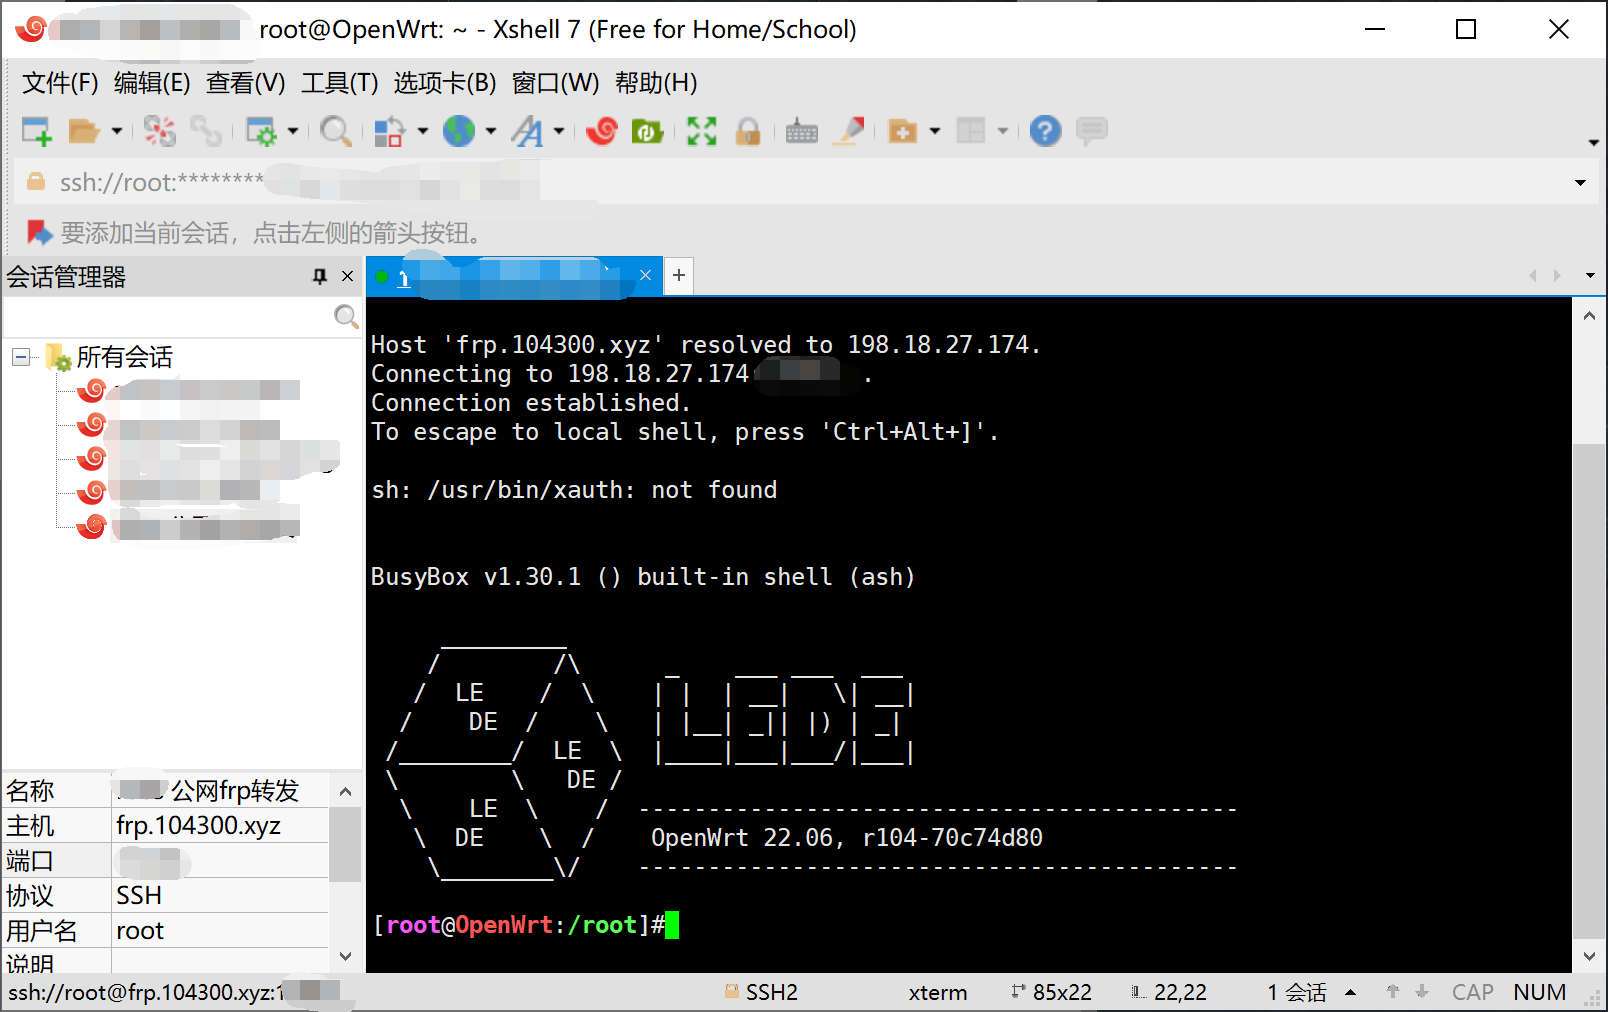 root@OpenWrt: ~ - Xshell 7 (Free for Home/School)
文件(F) 编辑(E) 查看(V) 工具(T) 选项卡(B) 窗口(W) 帮助(H)
ssh://root:********
要添加当前会话，点击左侧的箭头按钮。
会话管理器
所有会话
名称 公网frp转发
主机 frp.104300.xyz
端口
协议 SSH
用户名 root
说明
Host 'frp.104300.xyz' resolved to 198.18.27.174.
Connecting to 198.18.27.174 .
Connection established.
To escape to local shell, press 'Ctrl+Alt+]'.
sh: /usr/bin/xauth: not found
BusyBox v1.30.1 () built-in shell (ash)
LE
DE
LE
DE
LE
DE
LEDE
OpenWrt 22.06, r104-70c74d80
[root@OpenWrt:/root]#
ssh://root@frp.104300.xyz: SSH2 xterm 85x22 22,22 1 会话 CAP NUM